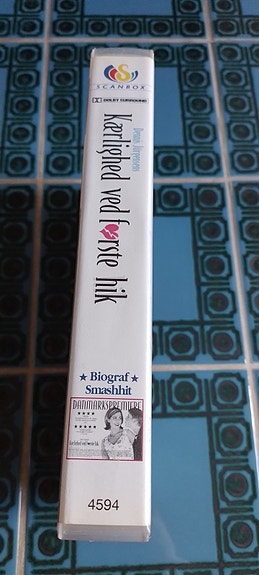 SCANBOX
DOLBY SURROUND
Kærlighed ved første hik
★ Biograf ★
Smashhit
DANMARKSPREMIERE
4594